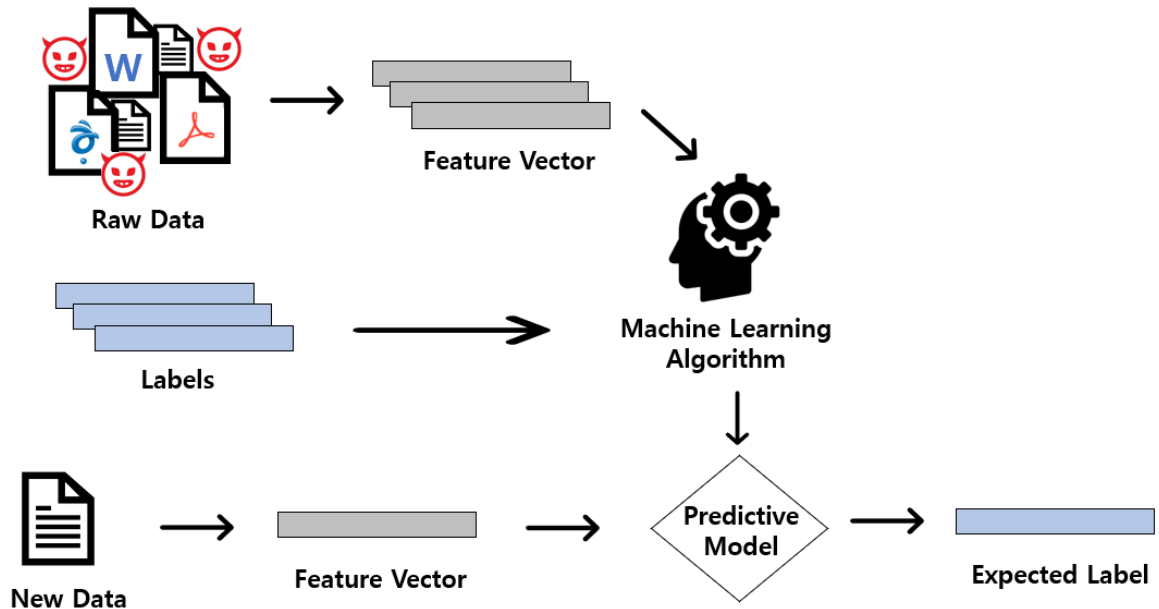 W
Raw Data
Feature Vector
Labels
Machine Learning
Algorithm
New Data
Feature Vector
Predictive
Model
Expected Label